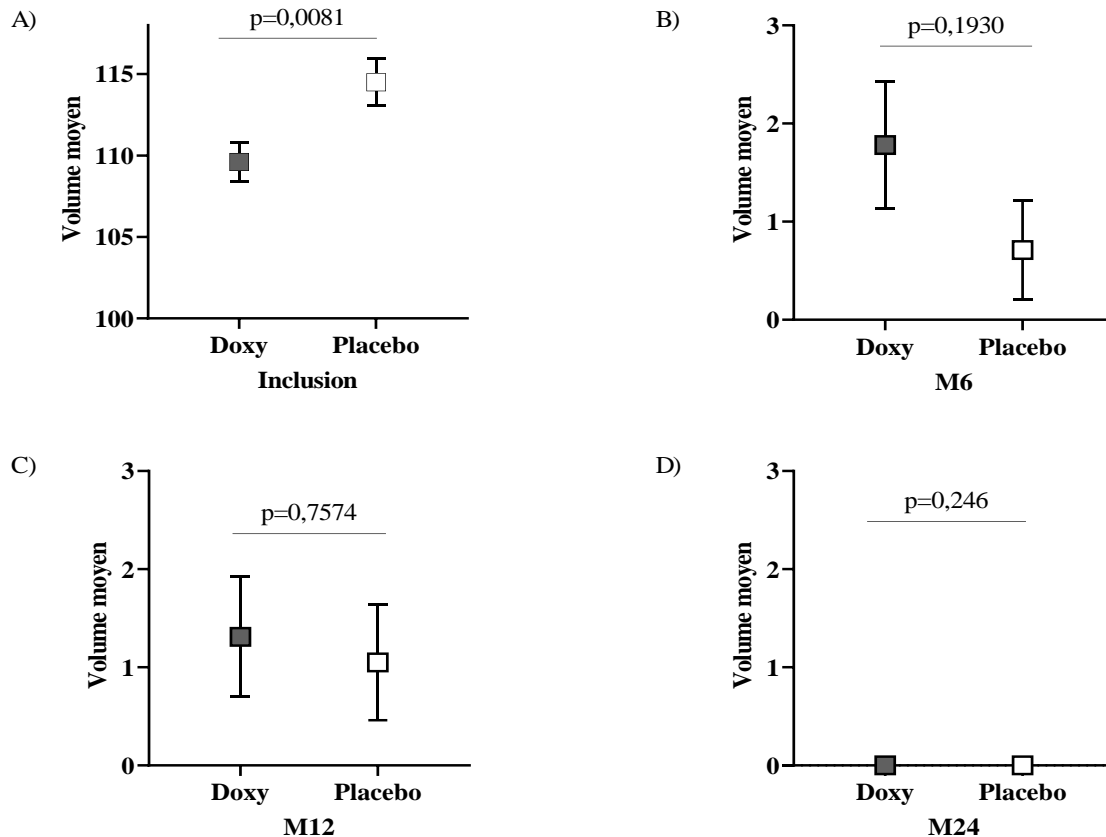 A)
p=0,0081
Volume moyen
115
110
105
100
Doxy Placebo
Inclusion
B)
p=0,1930
Volume moyen
3
2
1
0
Doxy Placebo
M6
C)
p=0,7574
Volume moyen
3
2
1
0
Doxy Placebo
M12
D)
p=0,246
Volume moyen
3
2
1
0
Doxy Placebo
M24